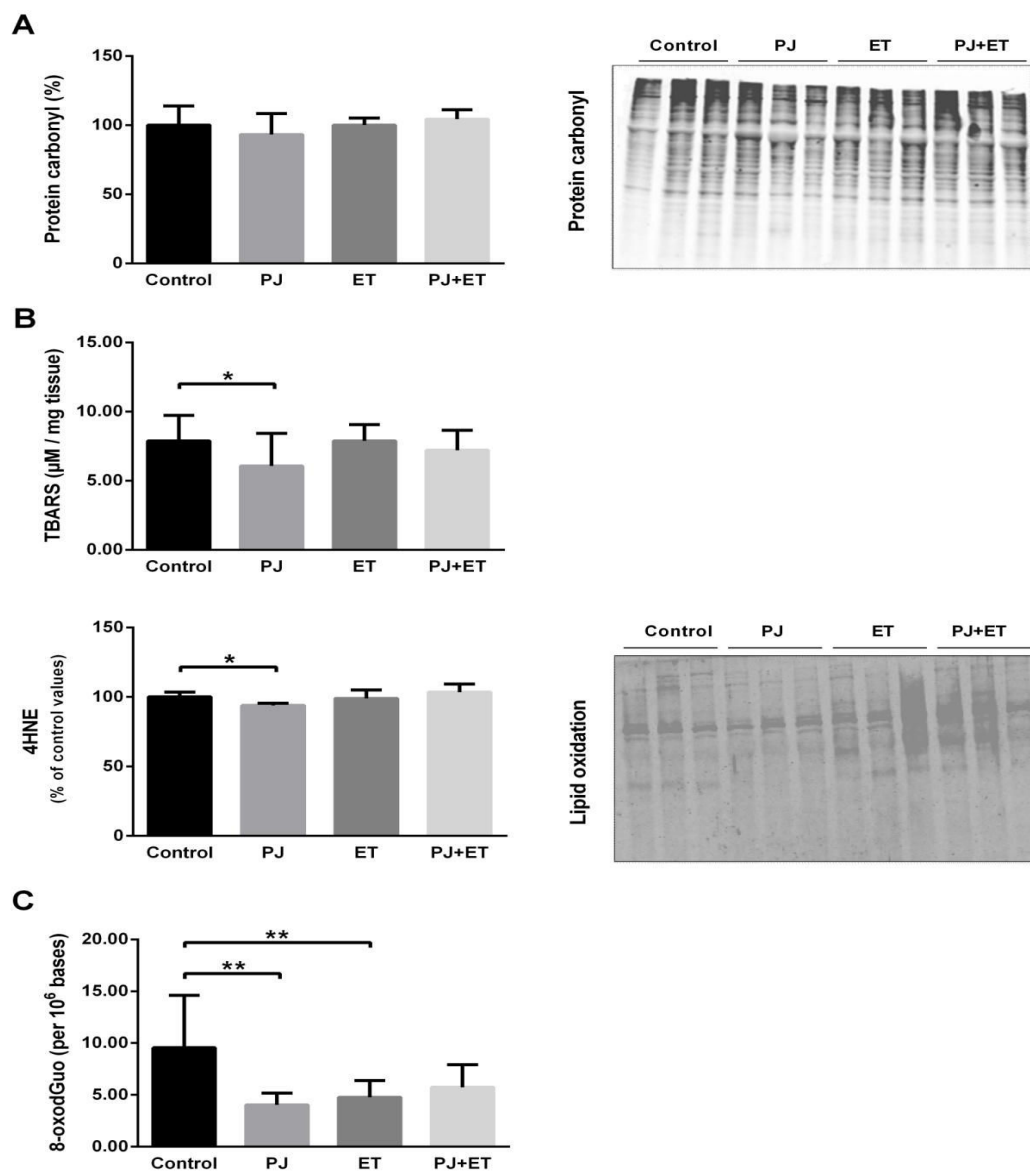 A
Protein carbonyl (%)
150
100
50
0
Control PJ ET PJ+ET
Control PJ ET PJ+ET
Protein carbonyl
B
TBARS (µM / mg tissue)
15.00
10.00
5.00
0.00
*
Control PJ ET PJ+ET
4HNE
(% of control values)
150
100
50
0
*
Control PJ ET PJ+ET
Control PJ ET PJ+ET
Lipid oxidation
C
8-oxodGuo (per 10⁶ bases)
20.00
15.00
10.00
5.00
0.00
**
**
Control PJ ET PJ+ET